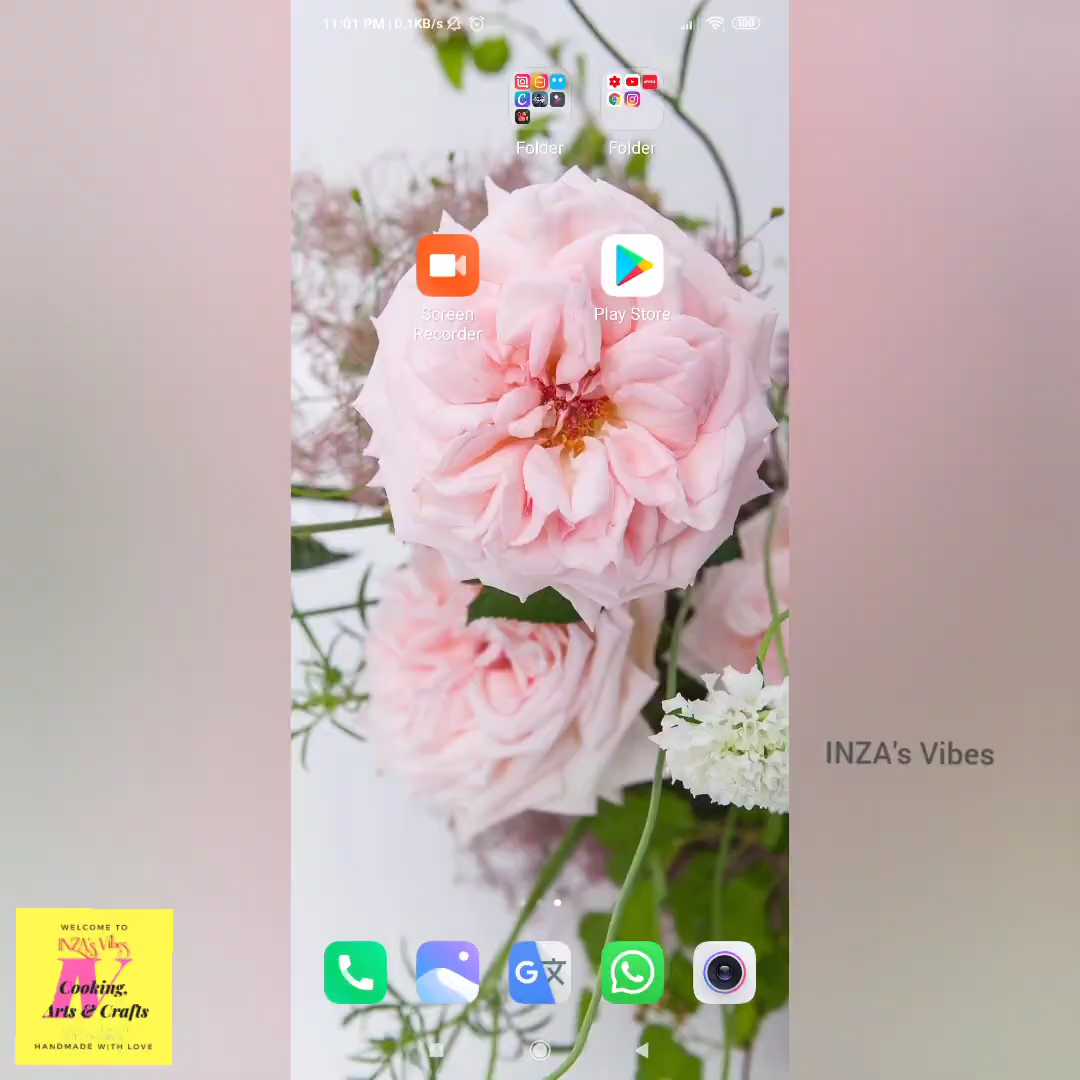 11:01 PM | 0.1KB/s
100
Folder
Folder
Screen
Recorder
Play Store
INZA's Vibes
WELCOME TO
INZA's Vibes
Cooking,
Arts & Crafts
HANDMADE WITH LOVE